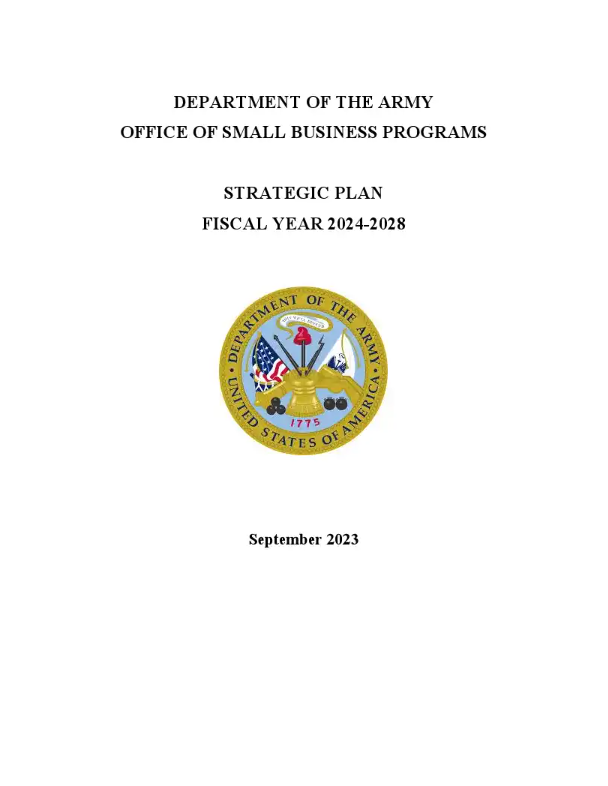 DEPARTMENT OF THE ARMY
OFFICE OF SMALL BUSINESS PROGRAMS
STRATEGIC PLAN
FISCAL YEAR 2024-2028
DEPARTMENT OF THE ARMY
UNITED STATES OF AMERICA
1775
September 2023